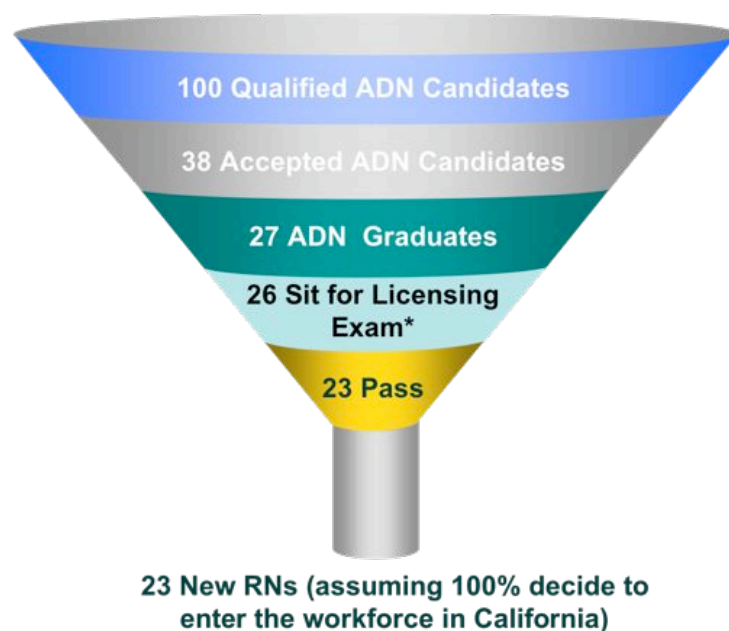 100 Qualified ADN Candidates
38 Accepted ADN Candidates
27 ADN Graduates
26 Sit for Licensing
Exam*
23 Pass
23 New RNs (assuming 100% decide to
enter the workforce in California)